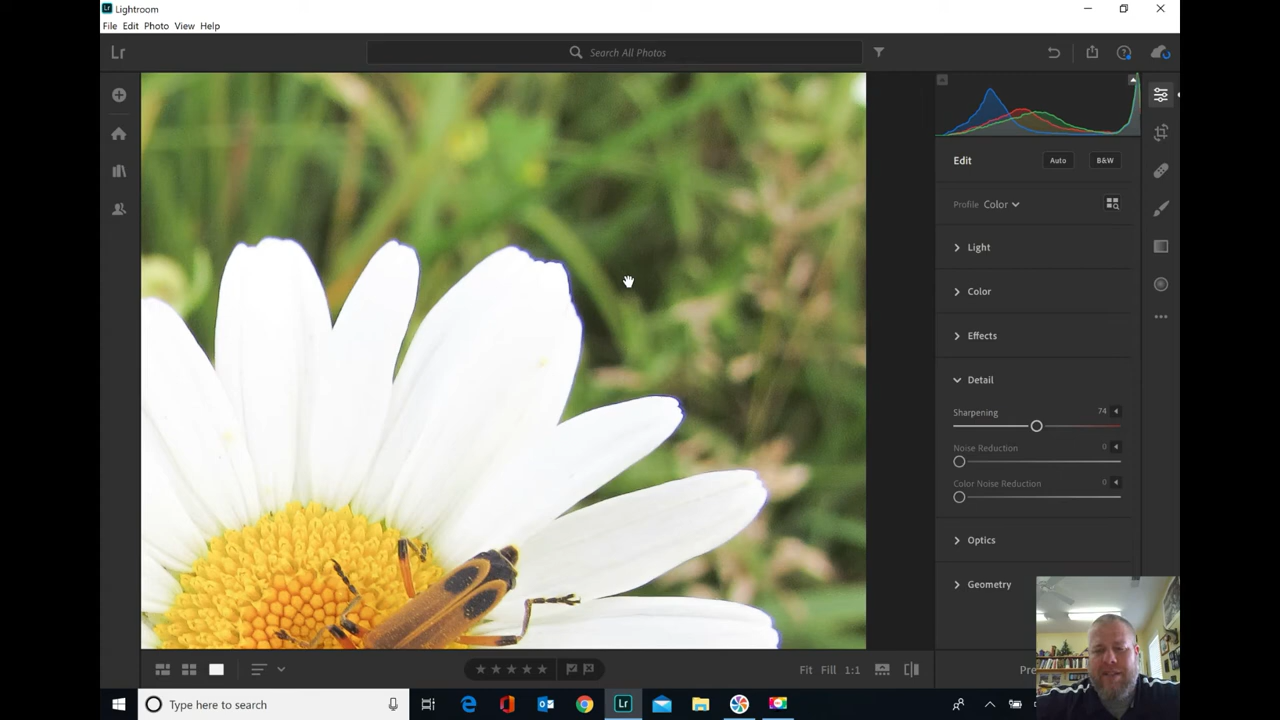 Lightroom
File Edit Photo View Help
Lr
Search All Photos
Edit Auto B&W
Profile Color
Light
Color
Effects
Detail
Sharpening 74
Noise Reduction 0
Color Noise Reduction 0
Optics
Geometry
Fit Fill 1:1
Type here to search
Lr